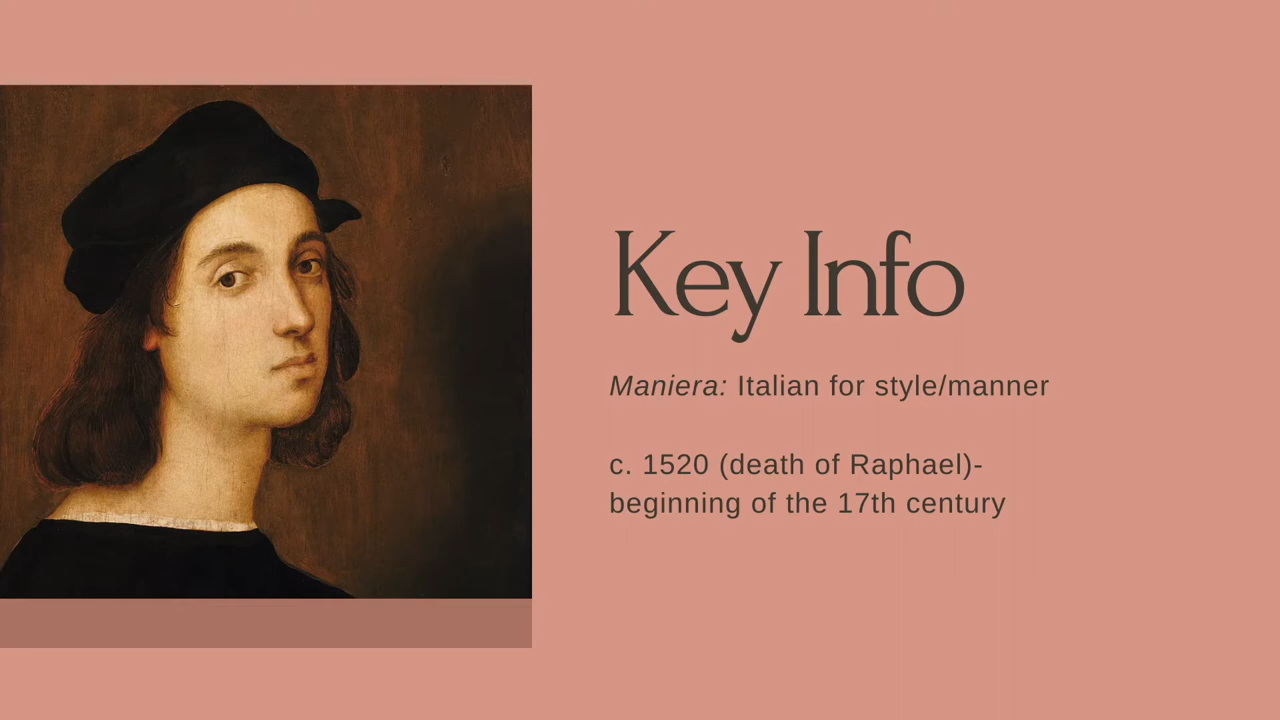 Key Info
Maniera: Italian for style/manner
c. 1520 (death of Raphael)-
beginning of the 17th century